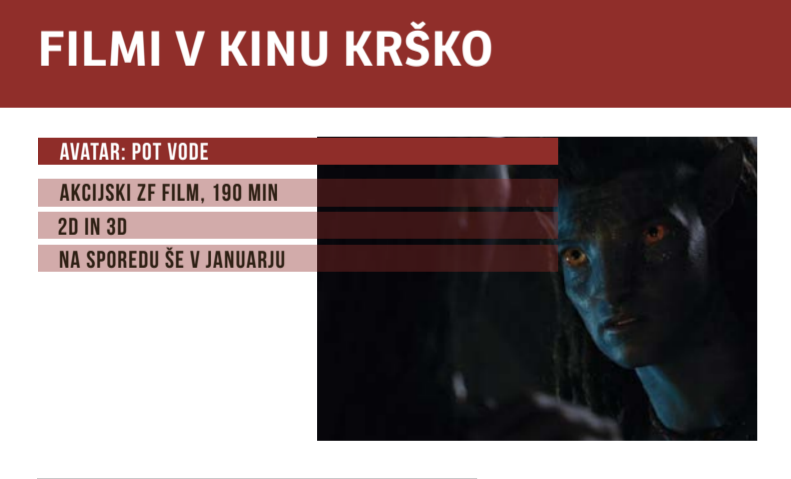 FILMI V KINU KRŠKO
AVATAR: POT VODE
AKCIJSKI ZF FILM, 190 MIN
2D IN 3D
NA SPOREDU ŠE V JANUARJU